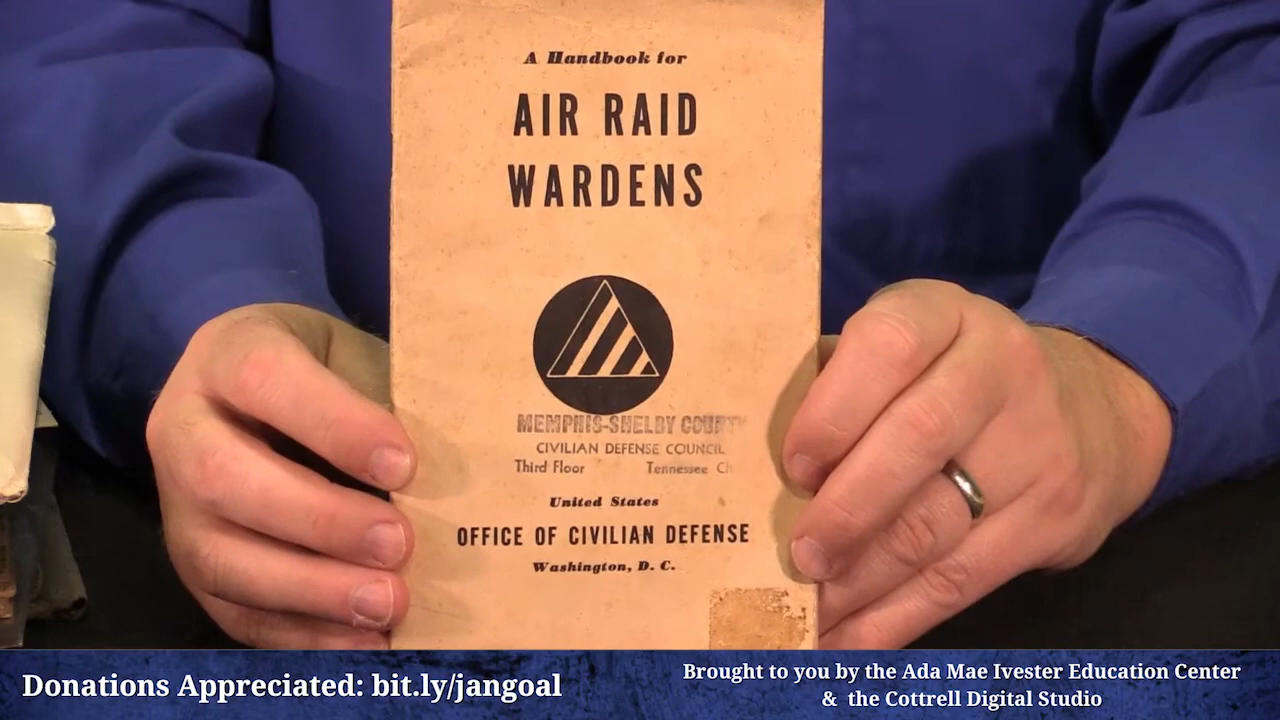 A Handbook for
AIR RAID
WARDENS
MEMPHIS-SHELBY COUNTY
CIVILIAN DEFENSE COUNCIL
Third Floor Tennessee
United States
OFFICE OF CIVILIAN DEFENSE
Washington, D. C.
Donations Appreciated: bit.ly/jangoal
Brought to you by the Ada Mae Ivester Education Center
& the Cottrell Digital Studio